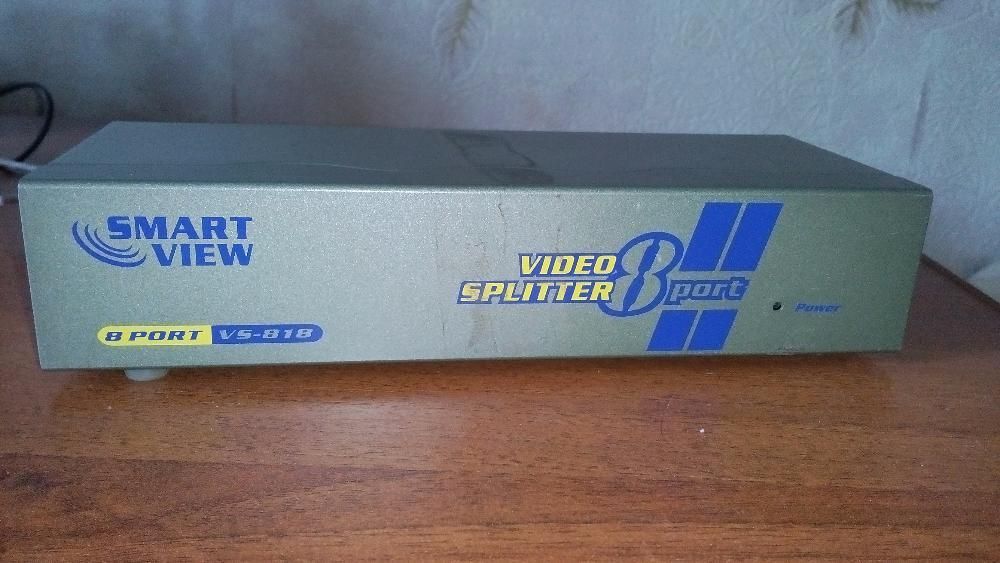 SMART
VIEW
8 PORT VS-818
VIDEO
SPLITTER 8 port
Power